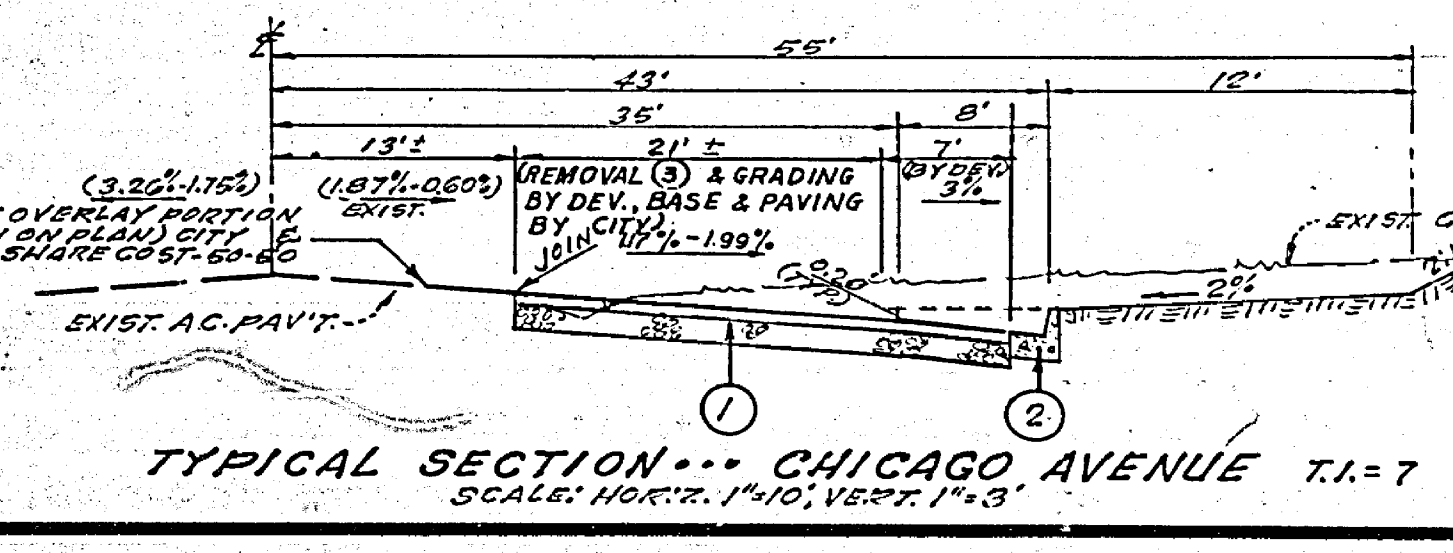 ℄
55'
43'
12'
35'
8'
13'±
21'±
7'
(3.26%-1.75%)
(1.87%-0.60%)
EXIST.
(REMOVAL (3) & GRADING
BY DEV., BASE & PAVING
BY CITY)
(BY DEV.)
3%
OVERLAY PORTION
ON PLAN) CITY &
SHARE COST-50-50
JOIN
1.17%-1.99%
0.20'
EXIST.
2%
EXIST. A.C. PAV'T.
1
2
TYPICAL SECTION... CHICAGO AVENUE T.I.=7
SCALE: HORIZ. 1"=10', VERT. 1"=3'